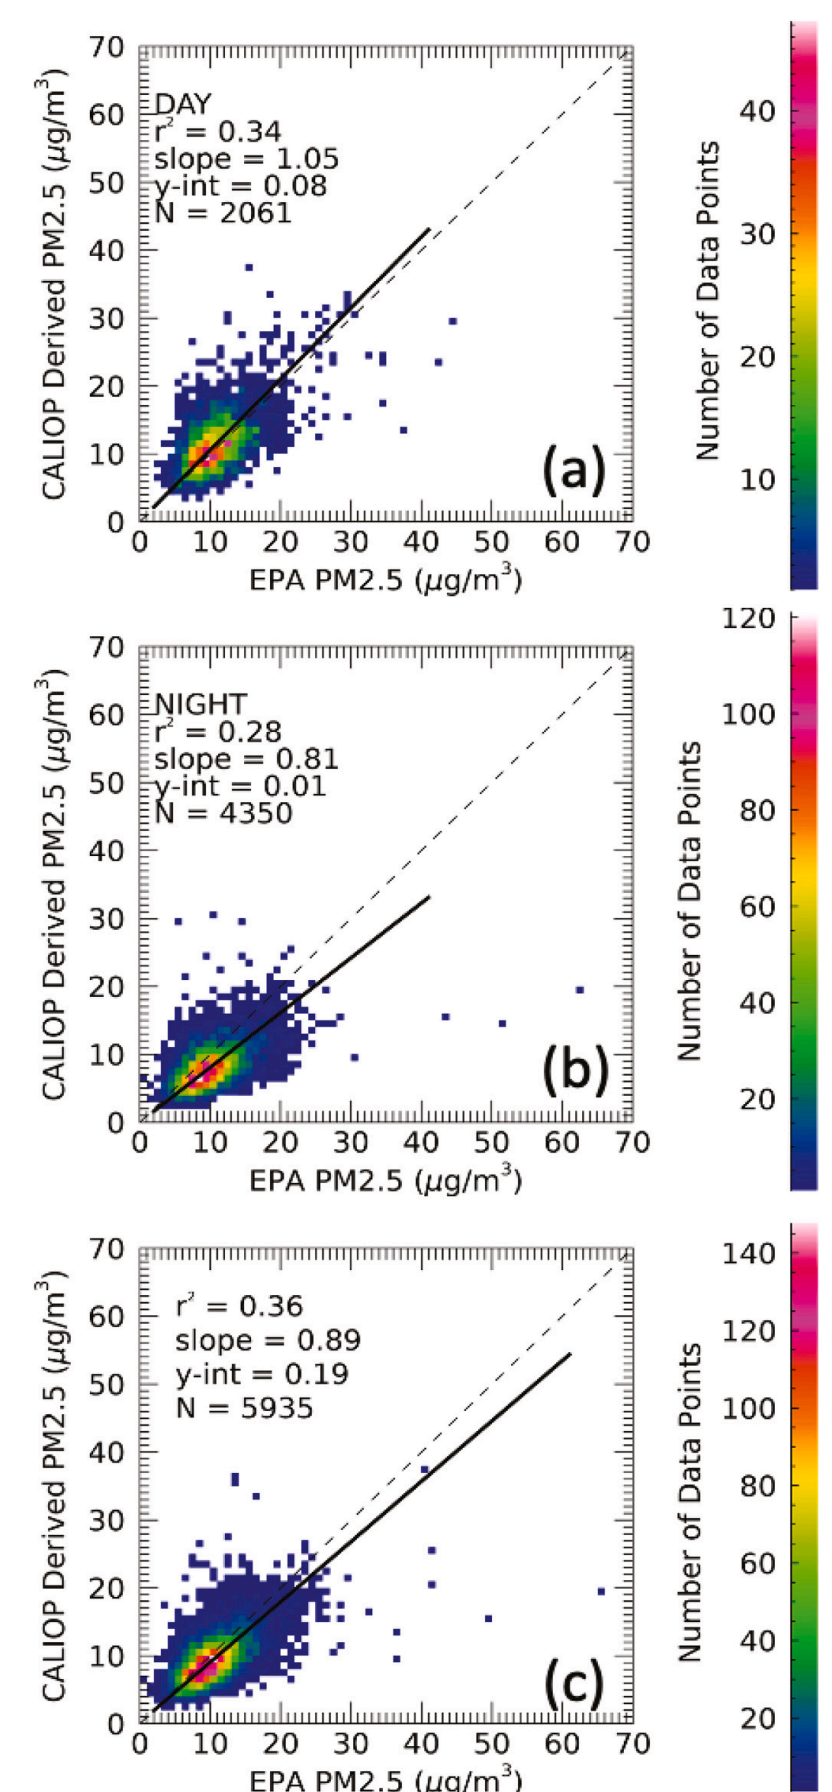 70
60
50
40
30
20
10
0
CALIOP Derived PM2.5 (μg/m³)
DAY
r² = 0.34
slope = 1.05
y-int = 0.08
N = 2061
(a)
0 10 20 30 40 50 60 70
EPA PM2.5 (μg/m³)
Number of Data Points
40
30
20
10
70
60
50
40
30
20
10
0
CALIOP Derived PM2.5 (μg/m³)
NIGHT
r² = 0.28
slope = 0.81
y-int = 0.01
N = 4350
(b)
0 10 20 30 40 50 60 70
EPA PM2.5 (μg/m³)
Number of Data Points
120
100
80
60
40
20
70
60
50
40
30
20
10
0
CALIOP Derived PM2.5 (μg/m³)
r² = 0.36
slope = 0.89
y-int = 0.19
N = 5935
(c)
0 10 20 30 40 50 60 70
EPA PM2.5 (μg/m³)
Number of Data Points
140
120
100
80
60
40
20